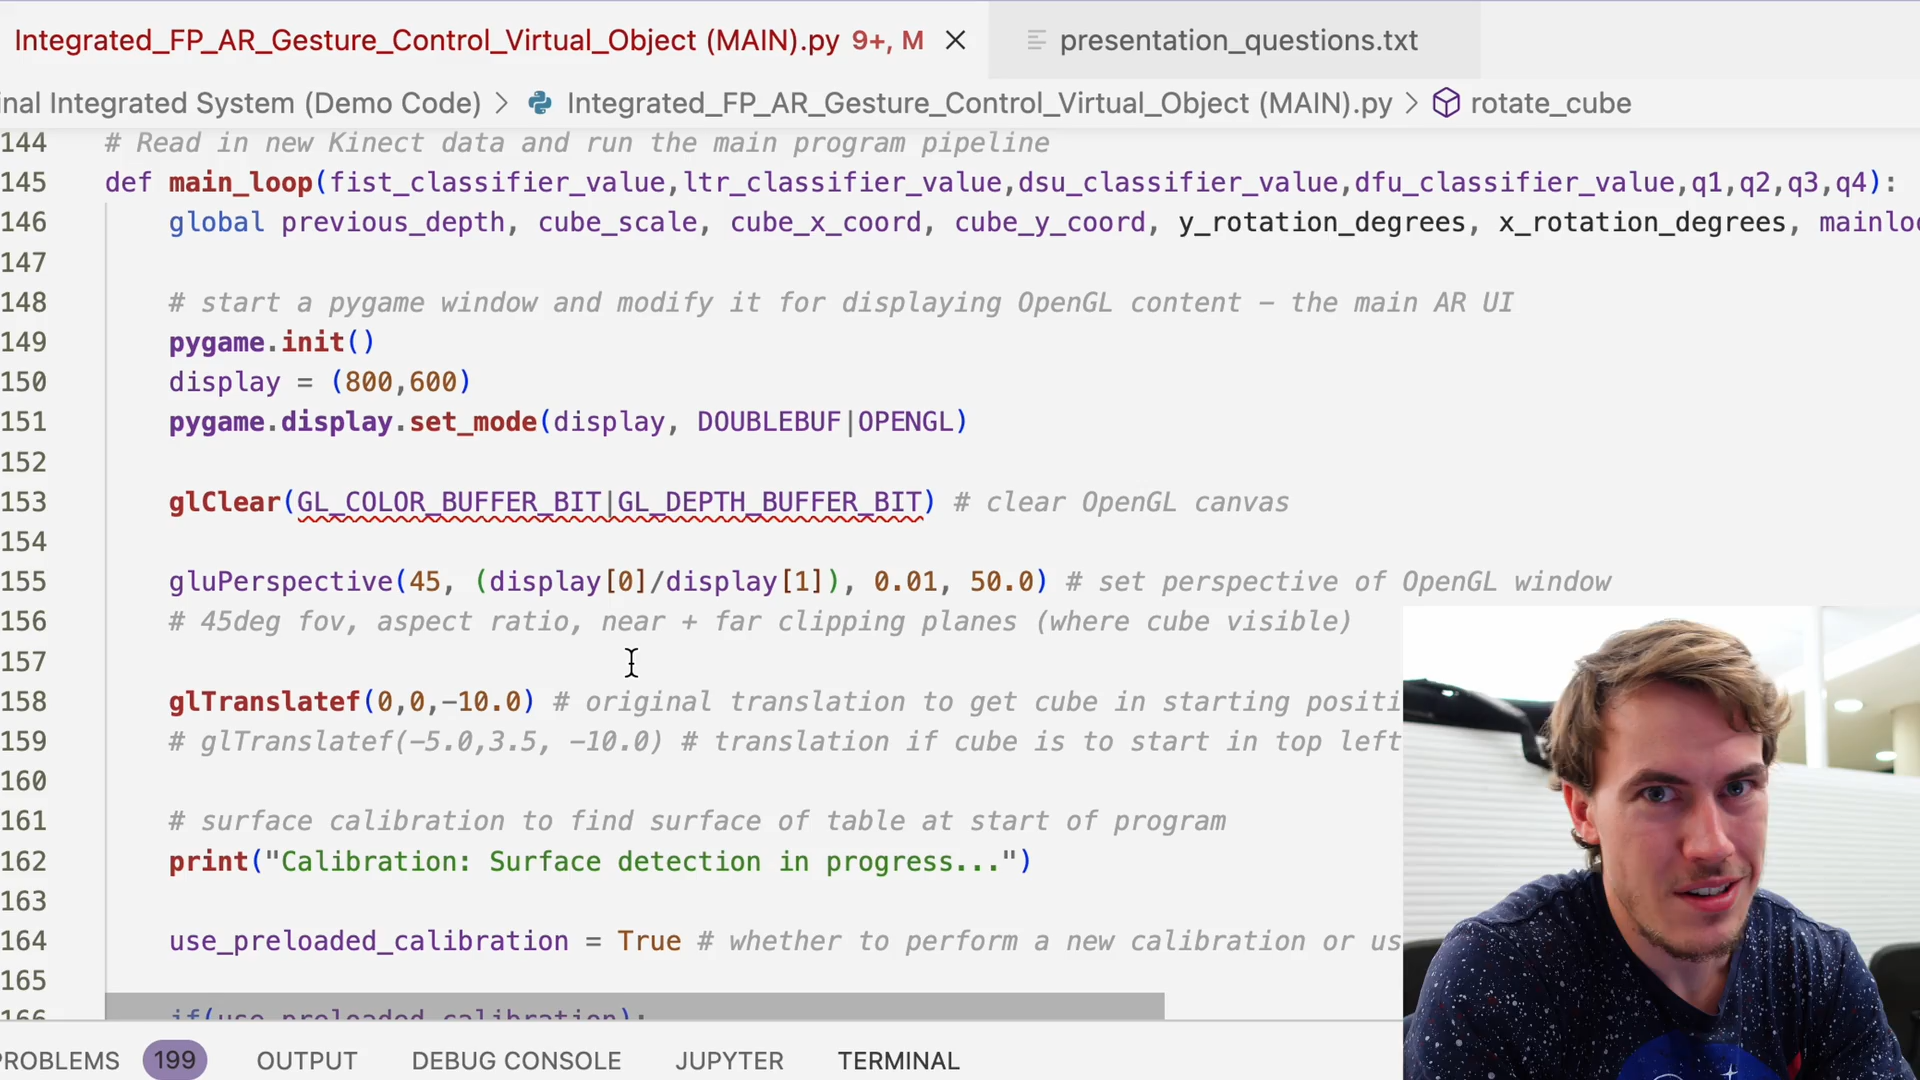 Integrated_FP_AR_Gesture_Control_Virtual_Object (MAIN).py 9+, M
presentation_questions.txt
inal Integrated System (Demo Code) > Integrated_FP_AR_Gesture_Control_Virtual_Object (MAIN).py > rotate_cube
144 # Read in new Kinect data and run the main program pipeline
145 def main_loop(fist_classifier_value,ltr_classifier_value,dsu_classifier_value,dfu_classifier_value,q1,q2,q3,q4):
146 global previous_depth, cube_scale, cube_x_coord, cube_y_coord, y_rotation_degrees, x_rotation_degrees, mainloo
147
148 # start a pygame window and modify it for displaying OpenGL content – the main AR UI
149 pygame.init()
150 display = (800,600)
151 pygame.display.set_mode(display, DOUBLEBUF|OPENGL)
152
153 glClear(GL_COLOR_BUFFER_BIT|GL_DEPTH_BUFFER_BIT) # clear OpenGL canvas
154
155 gluPerspective(45, (display[0]/display[1]), 0.01, 50.0) # set perspective of OpenGL window
156 # 45deg fov, aspect ratio, near + far clipping planes (where cube visible)
157
158 glTranslatef(0,0,-10.0) # original translation to get cube in starting positi
159 # glTranslatef(-5.0,3.5, -10.0) # translation if cube is to start in top left
160
161 # surface calibration to find surface of table at start of program
162 print("Calibration: Surface detection in progress...")
163
164 use_preloaded_calibration = True # whether to perform a new calibration or us
165
166 if(use_preloaded_calibration):
PROBLEMS 199 OUTPUT DEBUG CONSOLE JUPYTER TERMINAL